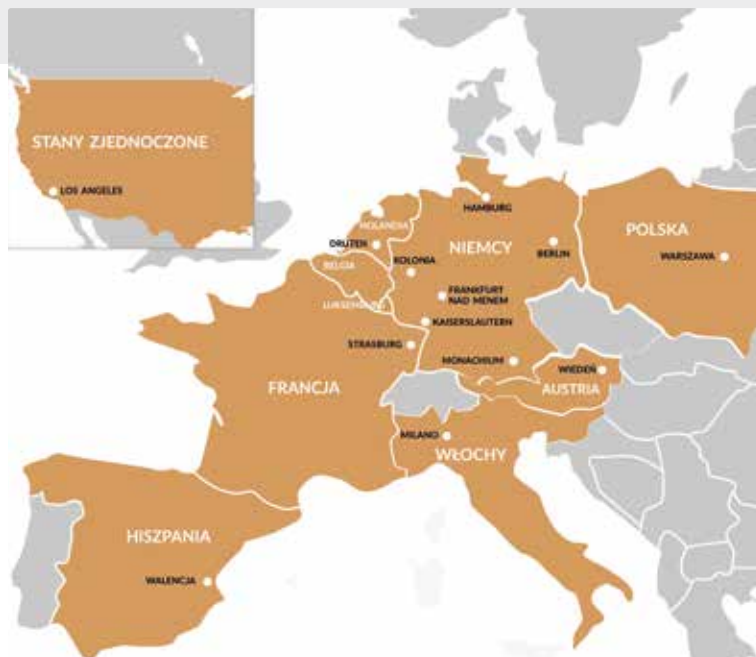 STANY ZJEDNOCZONE
LOS ANGELES
HAMBURG
HOLANDIA
POLSKA
DRUTEN
NIEMCY
BERLIN
WARSZAWA
BELGIA
KOLONIA
FRANKFURT
NAD MENEM
LUKSEMBURG
KAISERSLAUTERN
STRASBURG
MONACHIUM
WIEDEŃ
FRANCJA
AUSTRIA
MILANO
WŁOCHY
HISZPANIA
WALENCJA